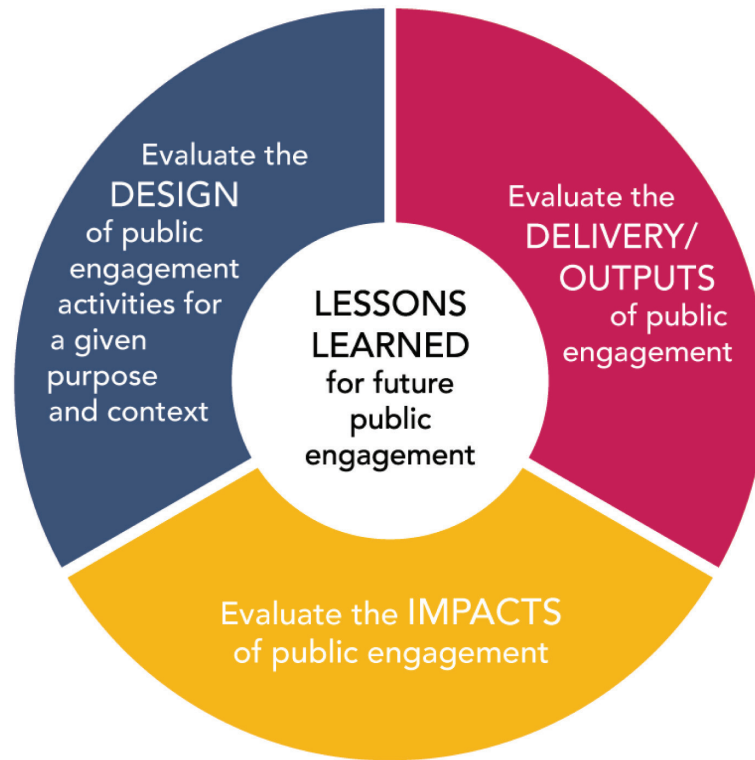 Evaluate the
DESIGN
of public
engagement
activities for
a given
purpose
and context
Evaluate the
DELIVERY/
OUTPUTS
of public
engagement
LESSONS
LEARNED
for future
public
engagement
Evaluate the IMPACTS
of public engagement